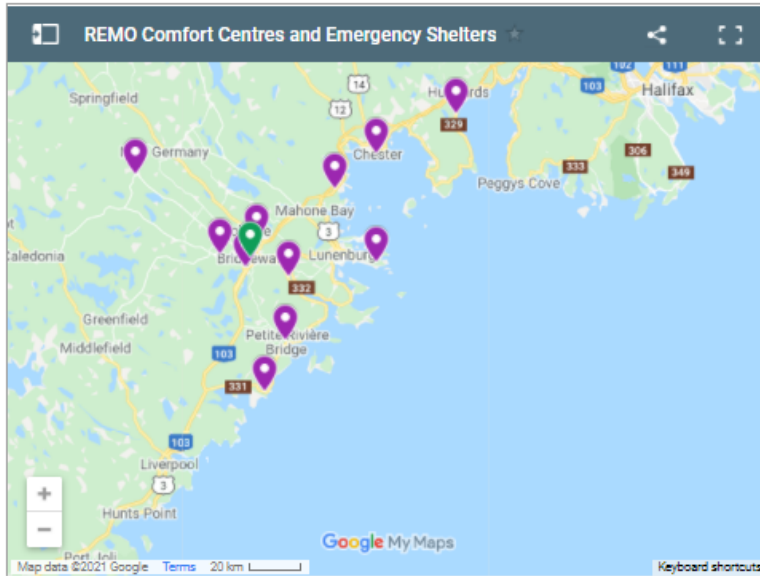 REMO Comfort Centres and Emergency Shelters
102
111
103
Halifax
Springfield
14
12
329
306
Germany
Chester
333
349
Peggys Cove
Mahone Bay
3
Lunenburg
Caledonia
332
Greenfield
Petite Rivière
Bridge
Middlefield
103
331
103
Liverpool
3
Hunts Point
+
−
Google My Maps
Port Joli
Map data ©2021 Google Terms 20 km
Keyboard shortcuts